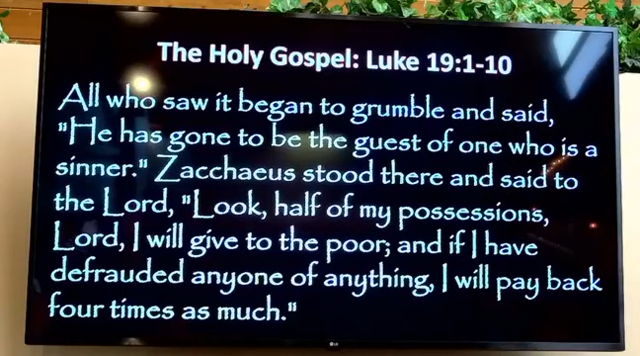 The Holy Gospel: Luke 19:1-10
All who saw it began to grumble and said,
"He has gone to be the guest of one who is a
sinner." Zacchaeus stood there and said to
the Lord, "Look, half of my possessions,
Lord, I will give to the poor; and if I have
defrauded anyone of anything, I will pay back
four times as much."
LG